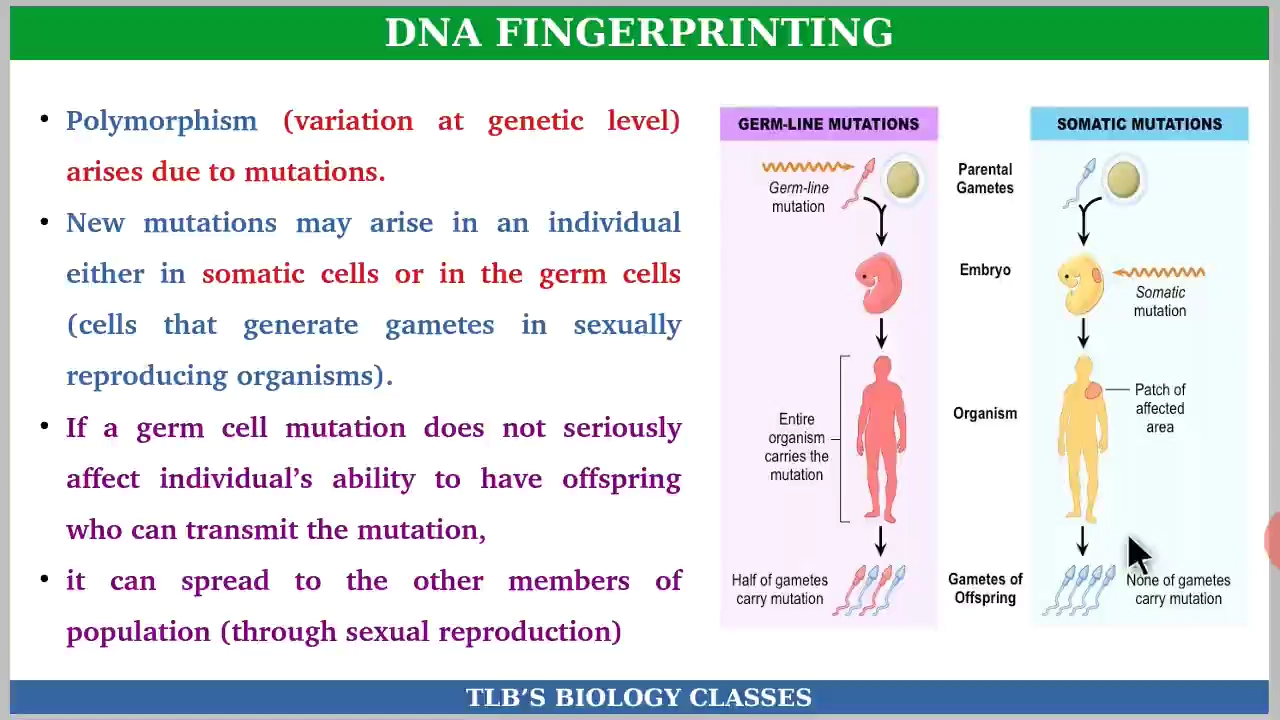 DNA FINGERPRINTING
• Polymorphism (variation at genetic level)
arises due to mutations.
• New mutations may arise in an individual
either in somatic cells or in the germ cells
(cells that generate gametes in sexually
reproducing organisms).
• If a germ cell mutation does not seriously
affect individual’s ability to have offspring
who can transmit the mutation,
• it can spread to the other members of
population (through sexual reproduction)
GERM-LINE MUTATIONS
SOMATIC MUTATIONS
Germ-line
mutation
Parental
Gametes
Embryo
Somatic
mutation
Entire
organism
carries the
mutation
Organism
Patch of
affected
area
Half of gametes
carry mutation
Gametes of
Offspring
None of gametes
carry mutation
TLB’S BIOLOGY CLASSES